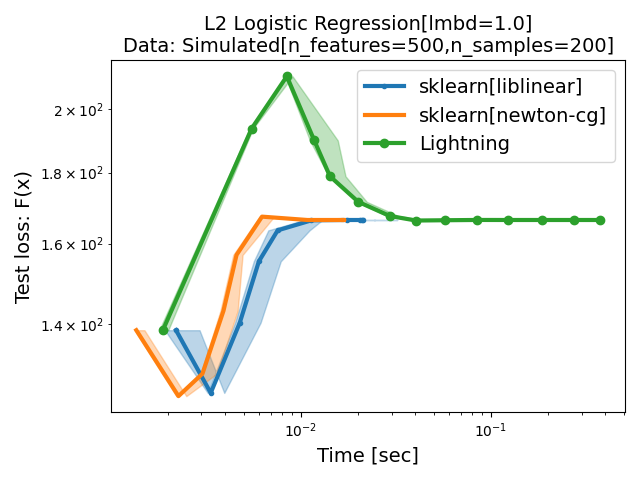 L2 Logistic Regression[lmbd=1.0]
Data: Simulated[n_features=500,n_samples=200]
sklearn[liblinear]
sklearn[newton-cg]
Lightning
Test loss: F(x)
2 × 10²
1.8 × 10²
1.6 × 10²
1.4 × 10²
10⁻²
10⁻¹
Time [sec]